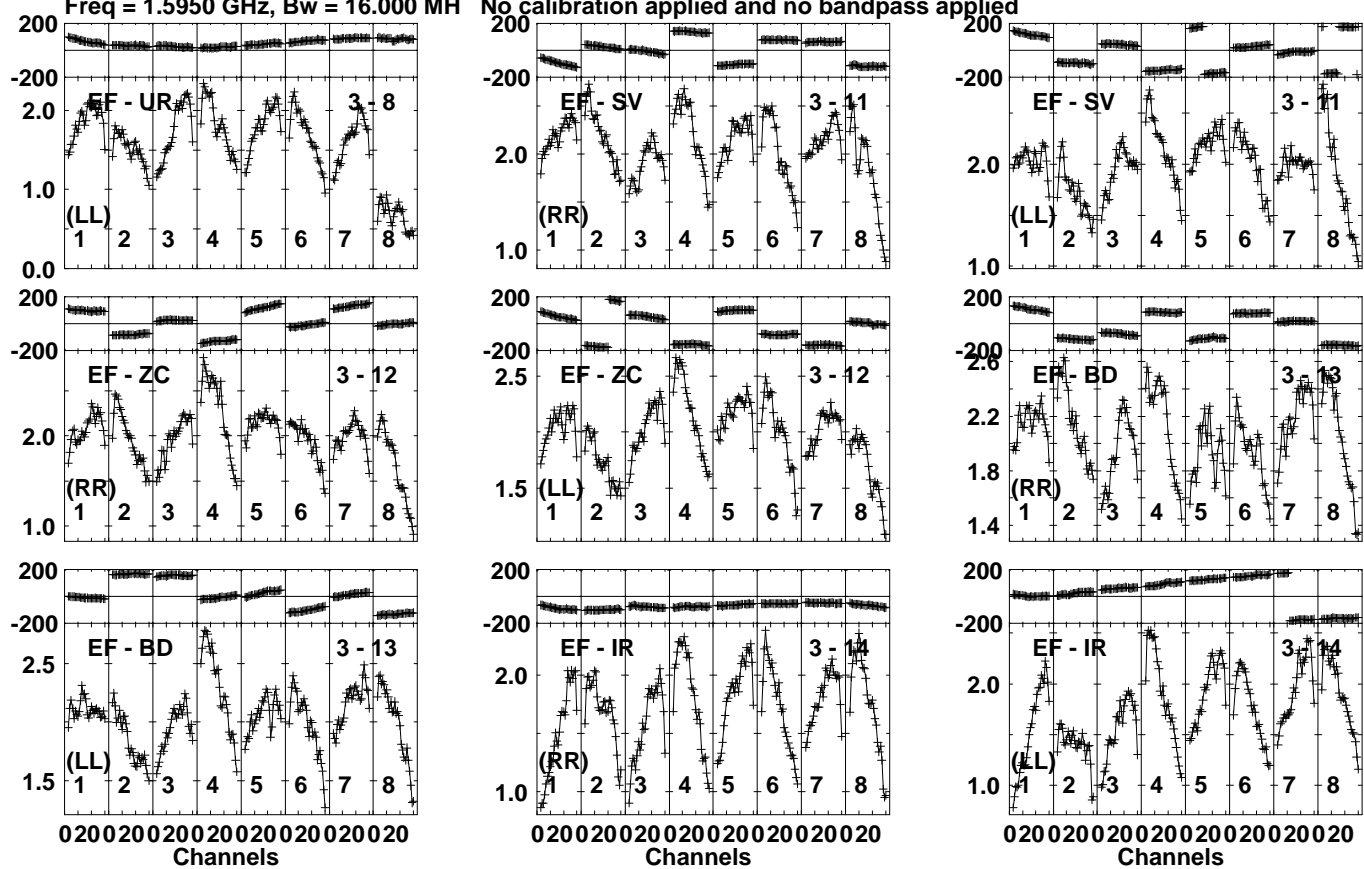 Freq = 1.5950 GHz, Bw = 16.000 MH No calibration applied and no bandpass applied
200
-200
EF - UR 3 - 8
2.0
1.0
(LL)
1 2 3 4 5 6 7 8
0.0
200
-200
EF - SV 3 - 11
2.0
(RR)
1 2 3 4 5 6 7 8
1.0
200
-200
EF - SV 3 - 11
2.0
(LL)
1 2 3 4 5 6 7 8
1.0
200
-200
EF - ZC 3 - 12
2.0
(RR)
1 2 3 4 5 6 7 8
1.0
200
-200
EF - ZC 3 - 12
2.5
1.5
(LL)
1 2 3 4 5 6 7 8
200
-200
2.6
EF - BD 3 - 13
2.2
1.8
(RR)
1 2 3 4 5 6 7 8
1.4
200
-200
EF - BD 3 - 13
2.5
(LL)
1.5
1 2 3 4 5 6 7 8
0 20 0 20 0 20 0 20 0 20 0 20 0 20 0 20
Channels
200
-200
EF - IR 3 - 14
2.0
(RR)
1 2 3 4 5 6 7 8
1.0
0 20 0 20 0 20 0 20 0 20 0 20 0 20 0 20
Channels
200
-200
EF - IR 3 - 14
2.0
(LL)
1 2 3 4 5 6 7 8
1.0
0 20 0 20 0 20 0 20 0 20 0 20 0 20 0 20
Channels